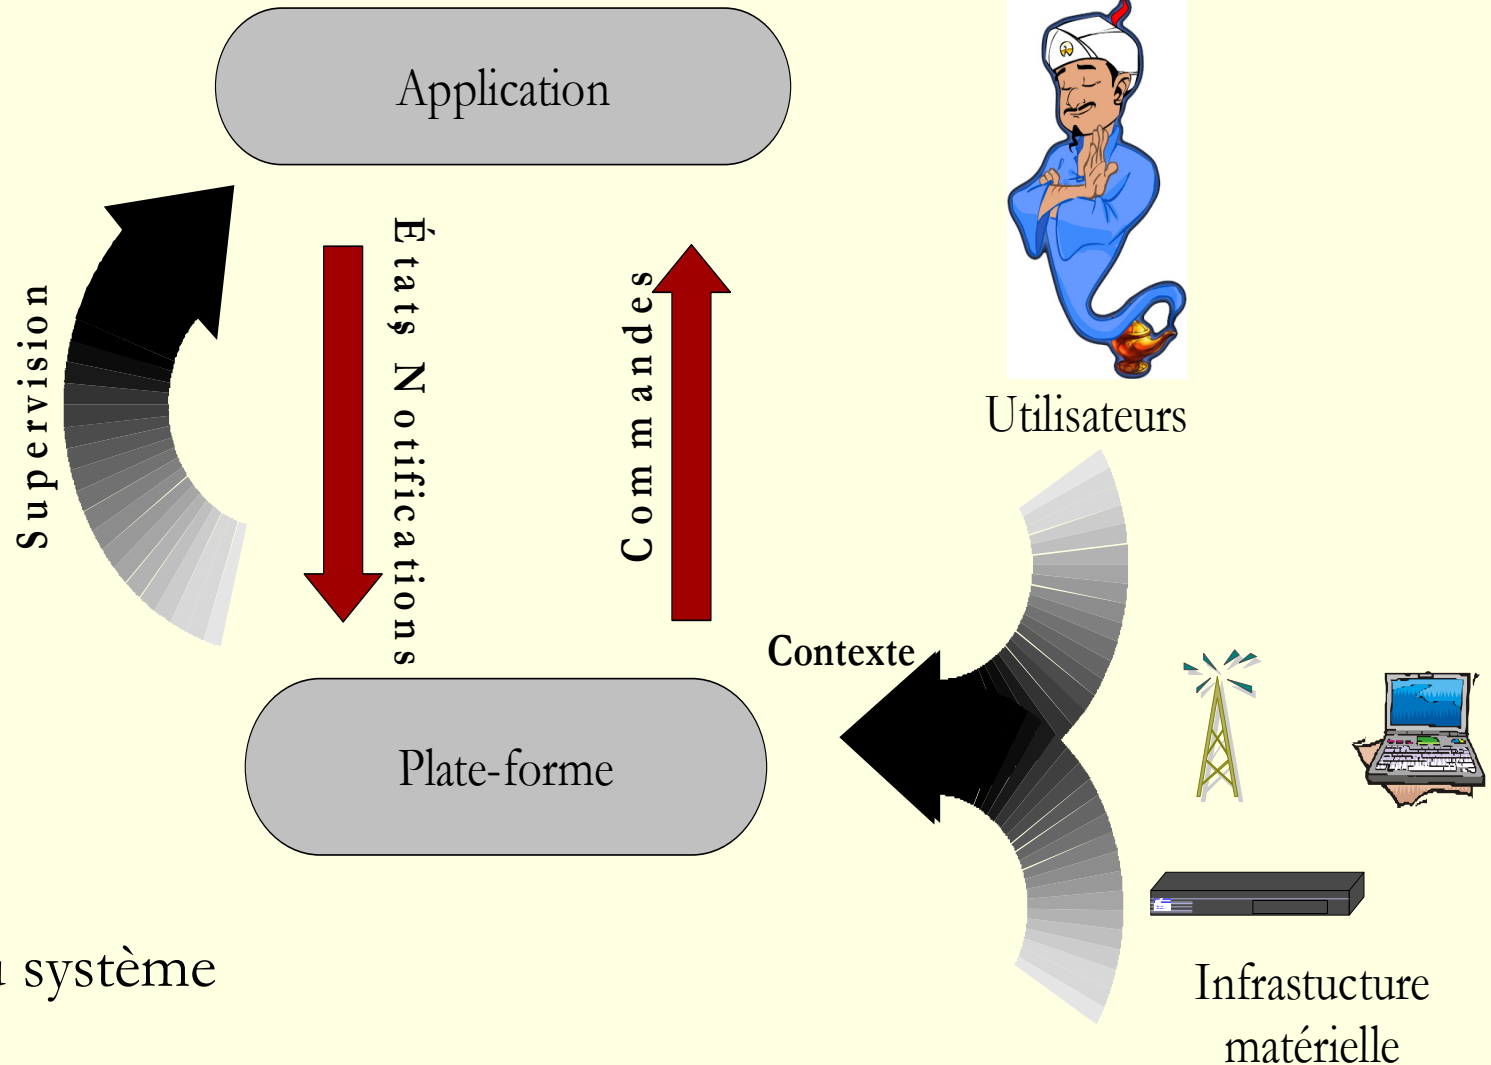 Application
Supervision
États, Notifications
Commandes
Utilisateurs
Contexte
Plate-forme
système
Infrastucture
matérielle